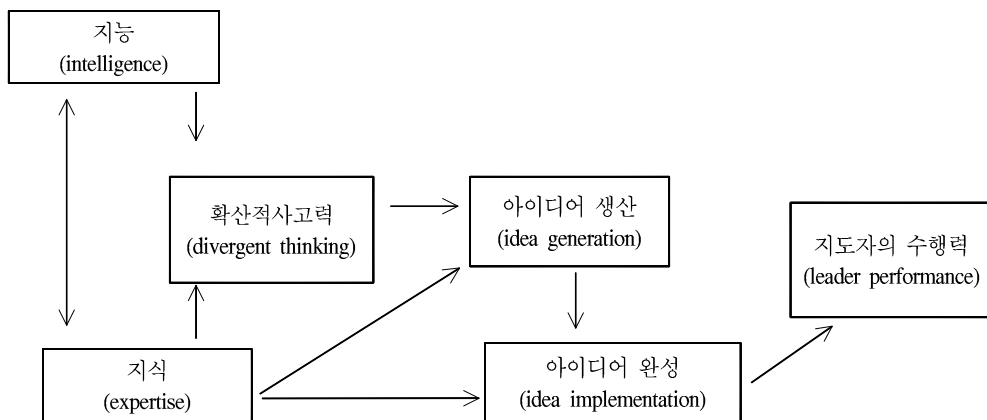 지능
(intelligence)
확산적사고력
(divergent thinking)
아이디어 생산
(idea generation)
지도자의 수행력
(leader performance)
지식
(expertise)
아이디어 완성
(idea implementation)